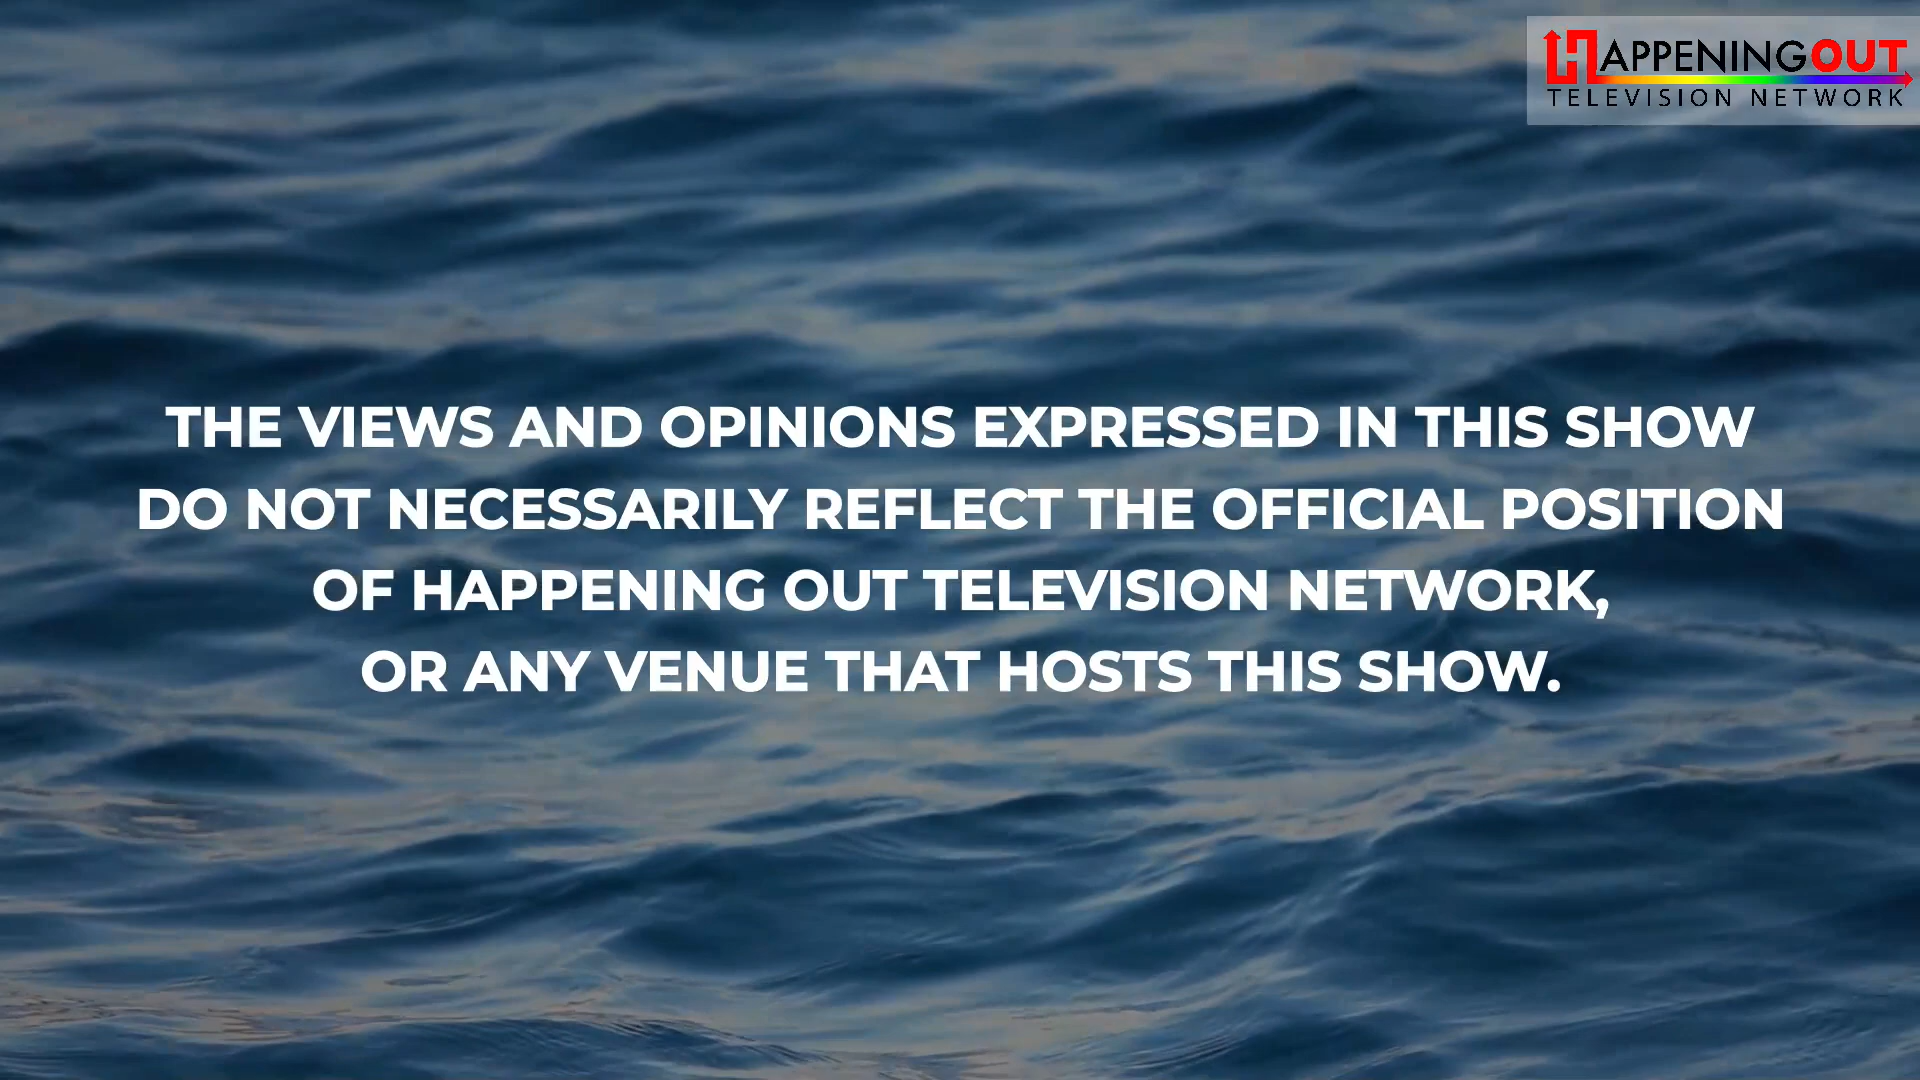 HAPPENINGOUT
TELEVISION NETWORK
THE VIEWS AND OPINIONS EXPRESSED IN THIS SHOW
DO NOT NECESSARILY REFLECT THE OFFICIAL POSITION
OF HAPPENING OUT TELEVISION NETWORK,
OR ANY VENUE THAT HOSTS THIS SHOW.